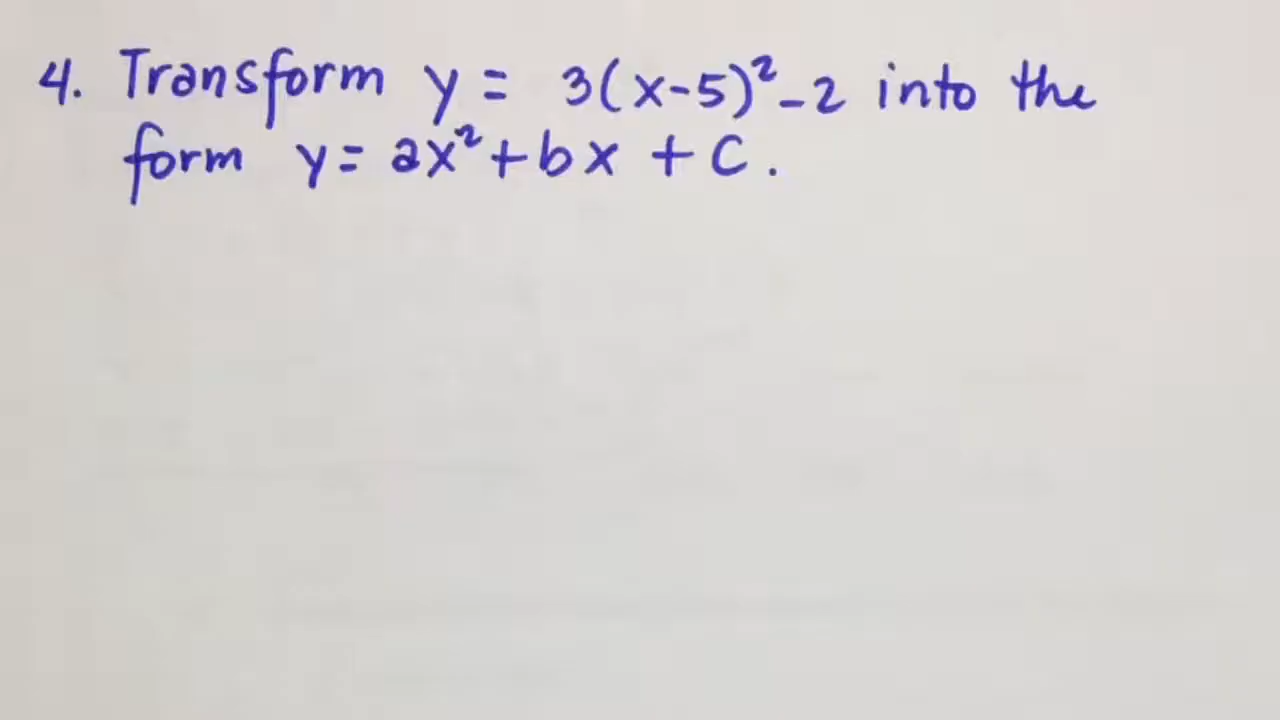 4. Transform y = 3(x-5)²-2 into the
form y = ax²+bx + c.